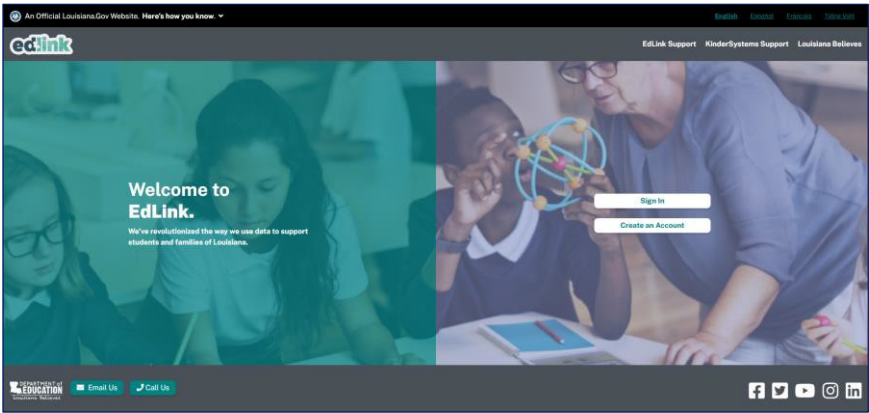 An Official Louisiana.Gov Website. Here's how you know.
English Español Français Tiếng Việt
edlink
EdLink Support KinderSystems Support Louisiana Believes
Welcome to
EdLink.
We've revolutionized the way we use data to support
students and families of Louisiana.
Sign In
Create an Account
DEPARTMENT of
EDUCATION
Louisiana Believes
Email Us
Call Us